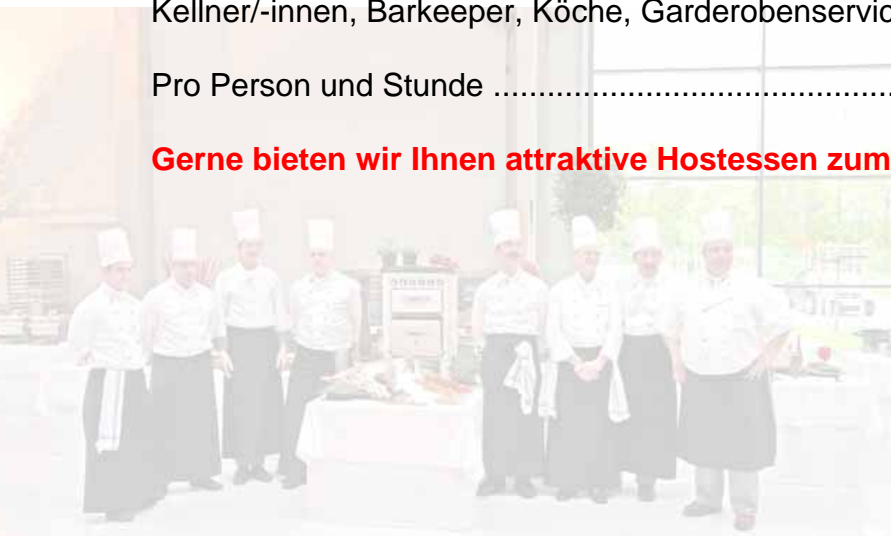 Kellner/-innen, Barkeeper, Köche, Garderobenservic
Pro Person und Stunde ............................................
Gerne bieten wir Ihnen attraktive Hostessen zum